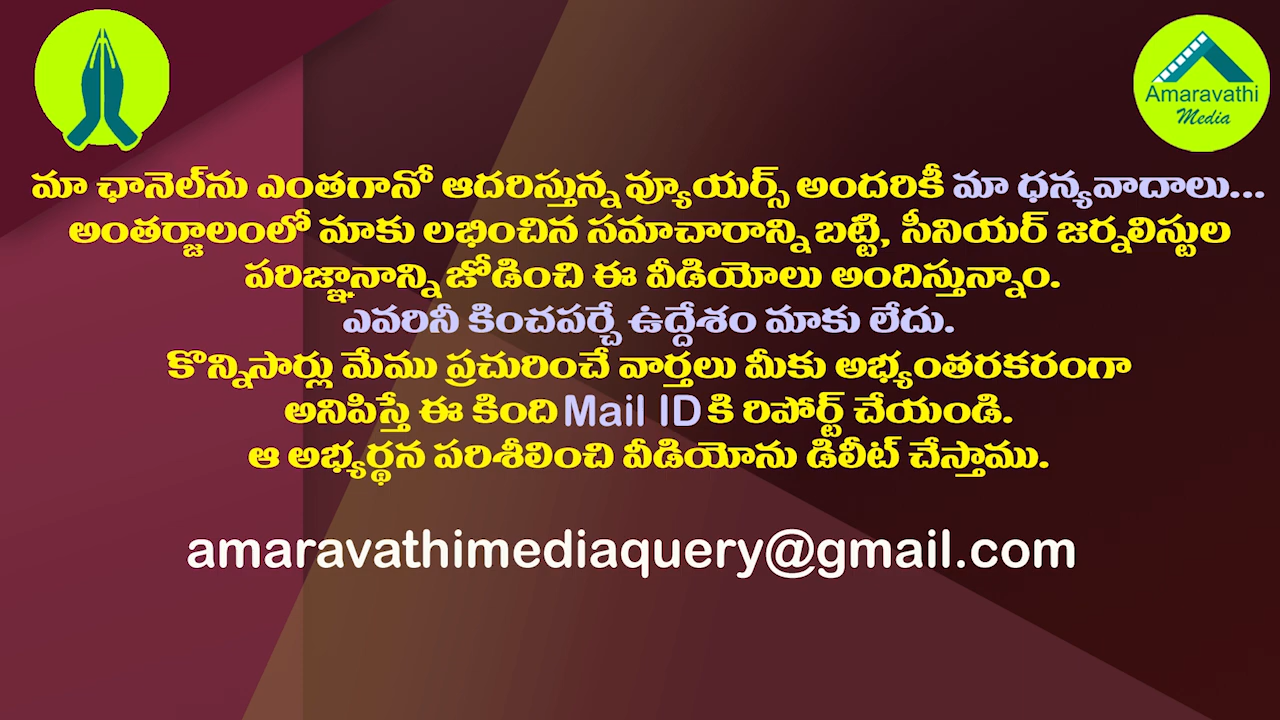 Amaravathi
Media
మా ఛానెల్‌ను ఎంతగానో ఆదరిస్తున్న వ్యూయర్స్ అందరికీ మా ధన్యవాదాలు...
అంతర్జాలంలో మాకు లభించిన సమాచారాన్ని బట్టి, సీనియర్ జర్నలిస్టుల
పరిజ్ఞానాన్ని జోడించి ఈ వీడియోలు అందిస్తున్నాం.
ఎవరినీ కించపర్చే ఉద్దేశం మాకు లేదు.
కొన్నిసార్లు మేము ప్రచురించే వార్తలు మీకు అభ్యంతరకరంగా
అనిపిస్తే ఈ కింది Mail ID కి రిపోర్ట్ చేయండి.
ఆ అభ్యర్థన పరిశీలించి వీడియోను డిలీట్ చేస్తాము.
amaravathimediaquery@gmail.com